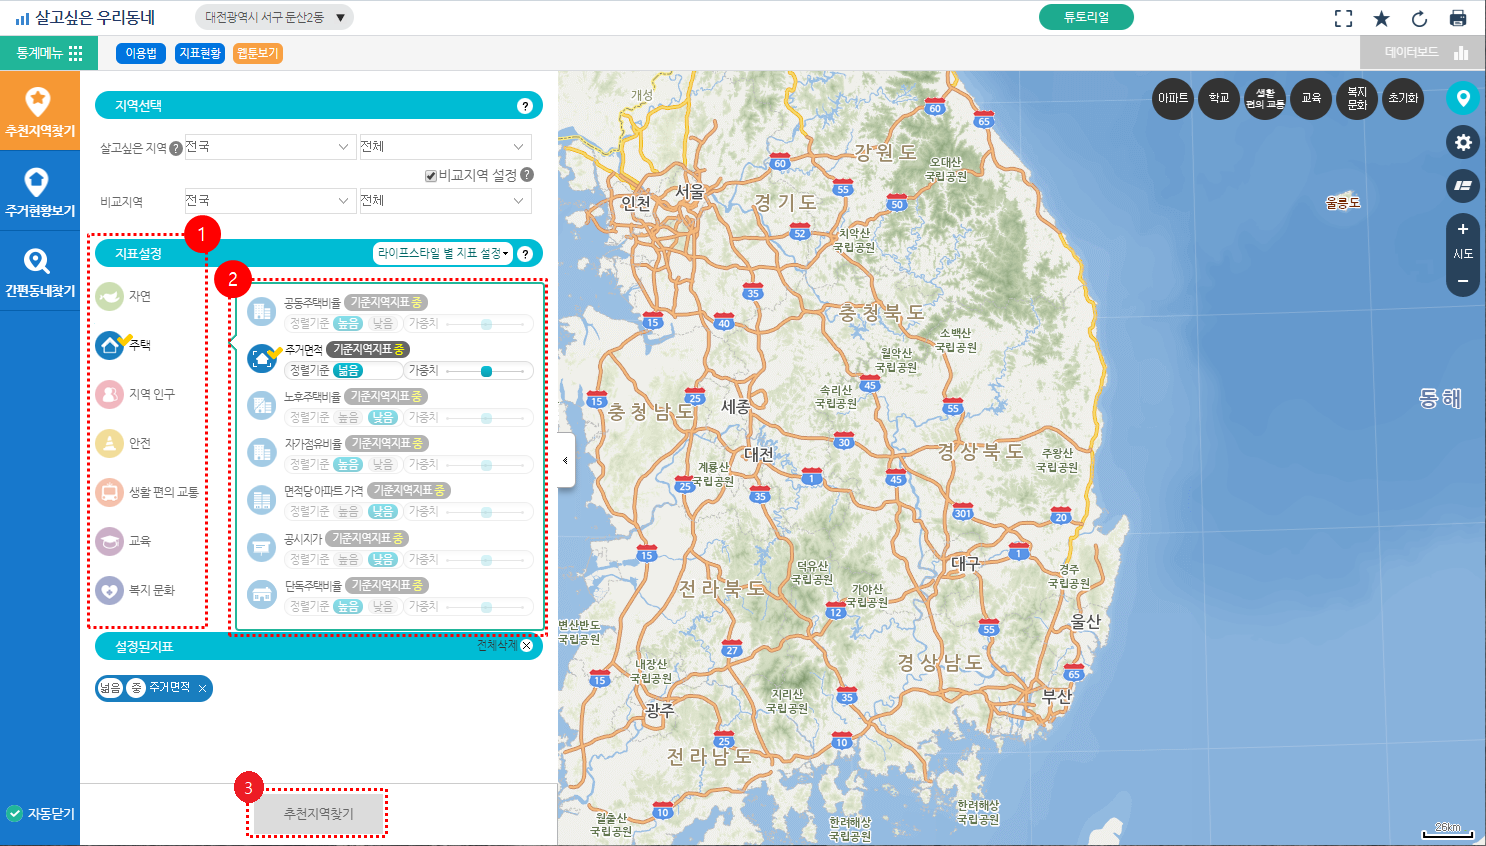 살고싶은 우리동네
대전광역시 서구 둔산2동 ▼
튜토리얼
통계메뉴
이용법
지표현황
웹툰보기
데이터보드
추천지역찾기
주거현황보기
간편동네찾기
자동닫기
지역선택 ?
살고싶은 지역 ? 전국 전체
비교지역 설정 ?
비교지역 전국 전체
1
지표설정
라이프스타일 별 지표 설정 ?
자연
주택
지역 인구
안전
생활 편의 교통
교육
복지 문화
2
공동주택비율 기준지역지표 중
정렬기준 높음 낮음 가중치
주거면적 기준지역지표 중
정렬기준 넓음 가중치
노후주택비율 기준지역지표 중
정렬기준 높음 낮음 가중치
자가점유비율 기준지역지표 중
정렬기준 높음 낮음 가중치
면적당 아파트 가격 기준지역지표 중
정렬기준 높음 낮음 가중치
공시지가 기준지역지표 중
정렬기준 높음 낮음 가중치
단독주택비율 기준지역지표 중
정렬기준 높음 낮음 가중치
설정된지표 전체삭제
넓음 중 주거면적 ×
3
추천지역찾기
아파트
학교
생활
편의 교통
교육
복지
문화
초기화
+
시도
−
개성
60
65
강원도
오대산
국립공원
60
서울
55
인천
경기도
50
울릉도
52
치악산
국립공원
35
15
40
충청북도
소백산
국립공원
월악산
국립공원
45
속리산
국립공원
15
25
55
충청남도
세종
동해
30
대전
경상북도
주왕산
국립공원
계룡산
국립공원
25
35
1
45
301
20
15
1
덕유산
국립공원
대구
경주
국립공원
전라북도
가야산
국립공원
12
변산반도
국립공원
울산
55
27
내장산
국립공원
경상남도
65
15
지리산
국립공원
35
부산
광주
25
10
전라남도
10
월출산
국립공원
한려해상
국립공원
한려해상
국립공원
26km